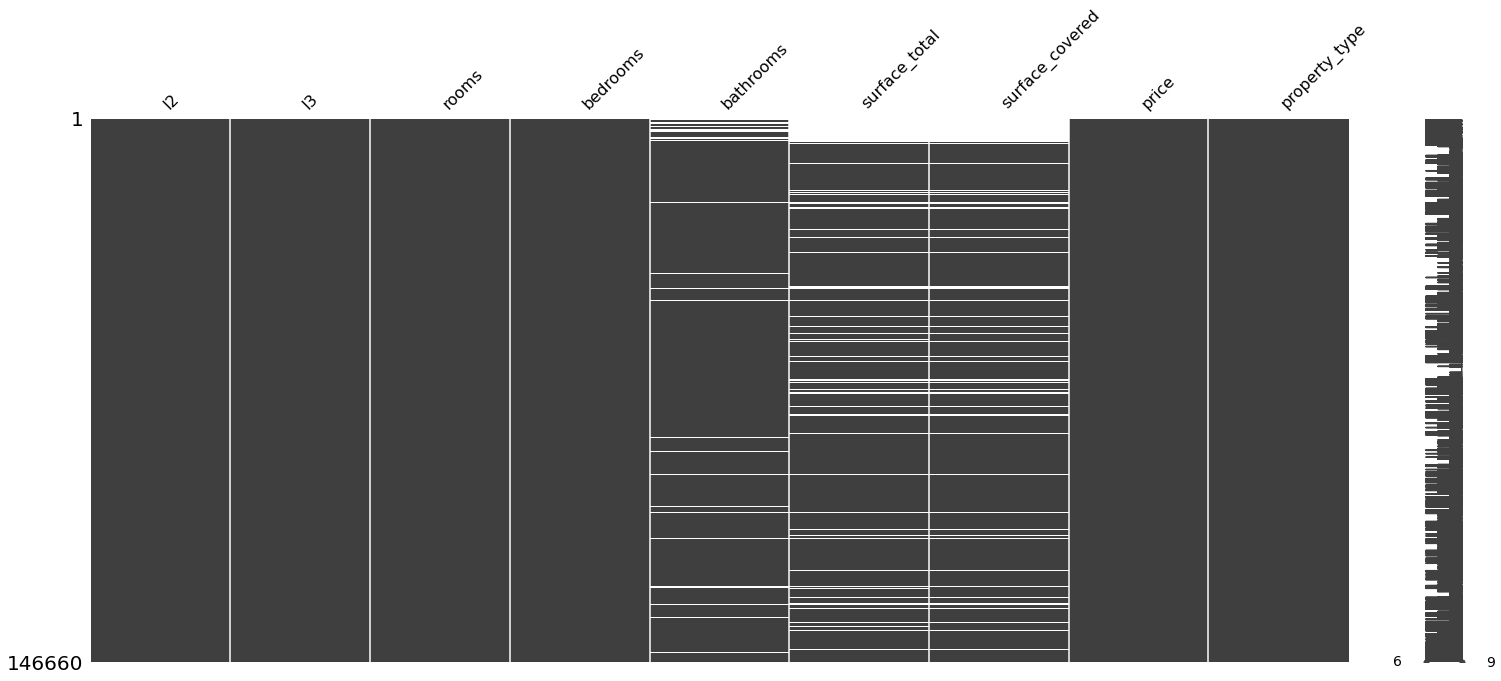 l2
l3
rooms
bedrooms
bathrooms
surface_total
surface_covered
price
property_type
1
146660
6
9